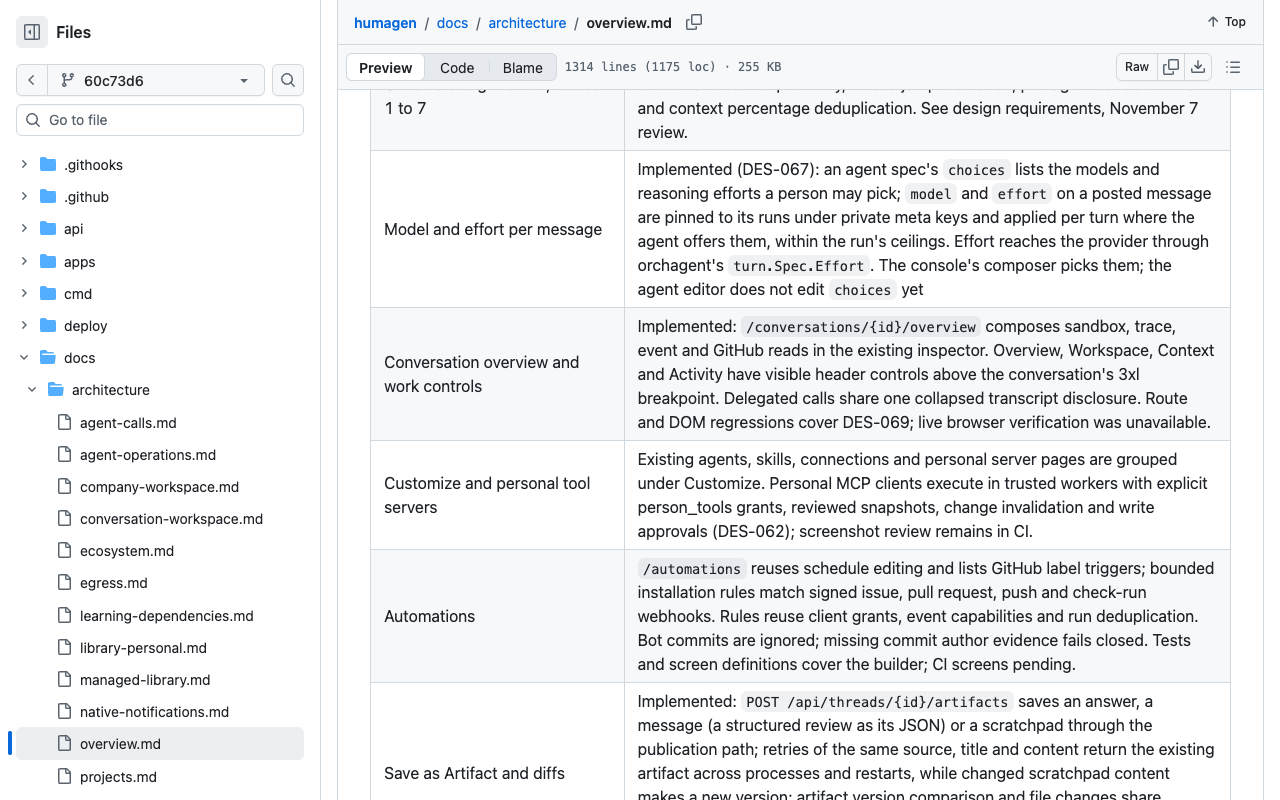 Files
humagen / docs / architecture / overview.md
Top
60c73d6
Preview
Code
Blame
1314 lines (1175 loc) · 255 KB
Raw
Go to file
.githooks
.github
api
apps
cmd
deploy
docs
architecture
agent-calls.md
agent-operations.md
company-workspace.md
conversation-workspace.md
ecosystem.md
egress.md
learning-dependencies.md
library-personal.md
managed-library.md
native-notifications.md
overview.md
projects.md
1 to 7
and context percentage deduplication. See design requirements, November 7
review.
Model and effort per message
Implemented (DES-067): an agent spec's choices lists the models and
reasoning efforts a person may pick; model and effort on a posted message
are pinned to its runs under private meta keys and applied per turn where the
agent offers them, within the run's ceilings. Effort reaches the provider through
orchagent's turn.Spec.Effort. The console's composer picks them; the
agent editor does not edit choices yet
Conversation overview and
work controls
Implemented: /conversations/{id}/overview composes sandbox, trace,
event and GitHub reads in the existing inspector. Overview, Workspace, Context
and Activity have visible header controls above the conversation's 3xl
breakpoint. Delegated calls share one collapsed transcript disclosure. Route
and DOM regressions cover DES-069; live browser verification was unavailable.
Customize and personal tool
servers
Existing agents, skills, connections and personal server pages are grouped
under Customize. Personal MCP clients execute in trusted workers with explicit
person_tools grants, reviewed snapshots, change invalidation and write
approvals (DES-062); screenshot review remains in CI.
Automations
/automations reuses schedule editing and lists GitHub label triggers; bounded
installation rules match signed issue, pull request, push and check-run
webhooks. Rules reuse client grants, event capabilities and run deduplication.
Bot commits are ignored; missing commit author evidence fails closed. Tests
and screen definitions cover the builder; CI screens pending.
Save as Artifact and diffs
Implemented: POST /api/threads/{id}/artifacts saves an answer, a
message (a structured review as its JSON) or a scratchpad through the
publication path; retries of the same source, title and content return the existing
artifact across processes and restarts, while changed scratchpad content
makes a new version; artifact version comparison and file changes share